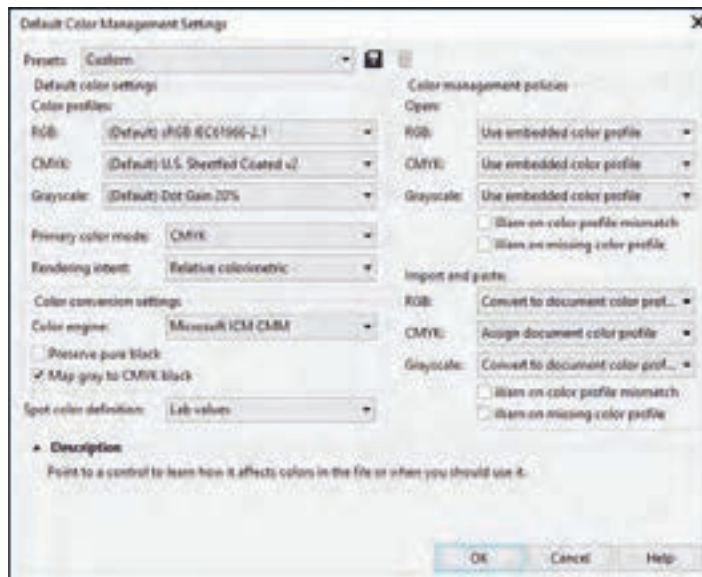 Default Color Management Settings
Presets: Custom
Default color settings
Color profiles:
RGB: (Default) sRGB IEC61966-2.1
CMYK: (Default) U.S. Sheetfed Coated v2
Grayscale: (Default) Dot Gain 20%
Primary color mode: CMYK
Rendering intent: Relative colorimetric
Color conversion settings
Color engine: Microsoft ICM CMM
Preserve pure black
Map gray to CMYK black
Spot color definition: Lab values
Color management policies
Open:
RGB: Use embedded color profile
CMYK: Use embedded color profile
Grayscale: Use embedded color profile
Warn on color profile mismatch
Warn on missing color profile
Import and paste:
RGB: Convert to document color prof...
CMYK: Assign document color profile
Grayscale: Convert to document color prof...
Warn on color profile mismatch
Warn on missing color profile
Description
Point to a control to learn how it affects colors in the file or when you should use it.
OK Cancel Help